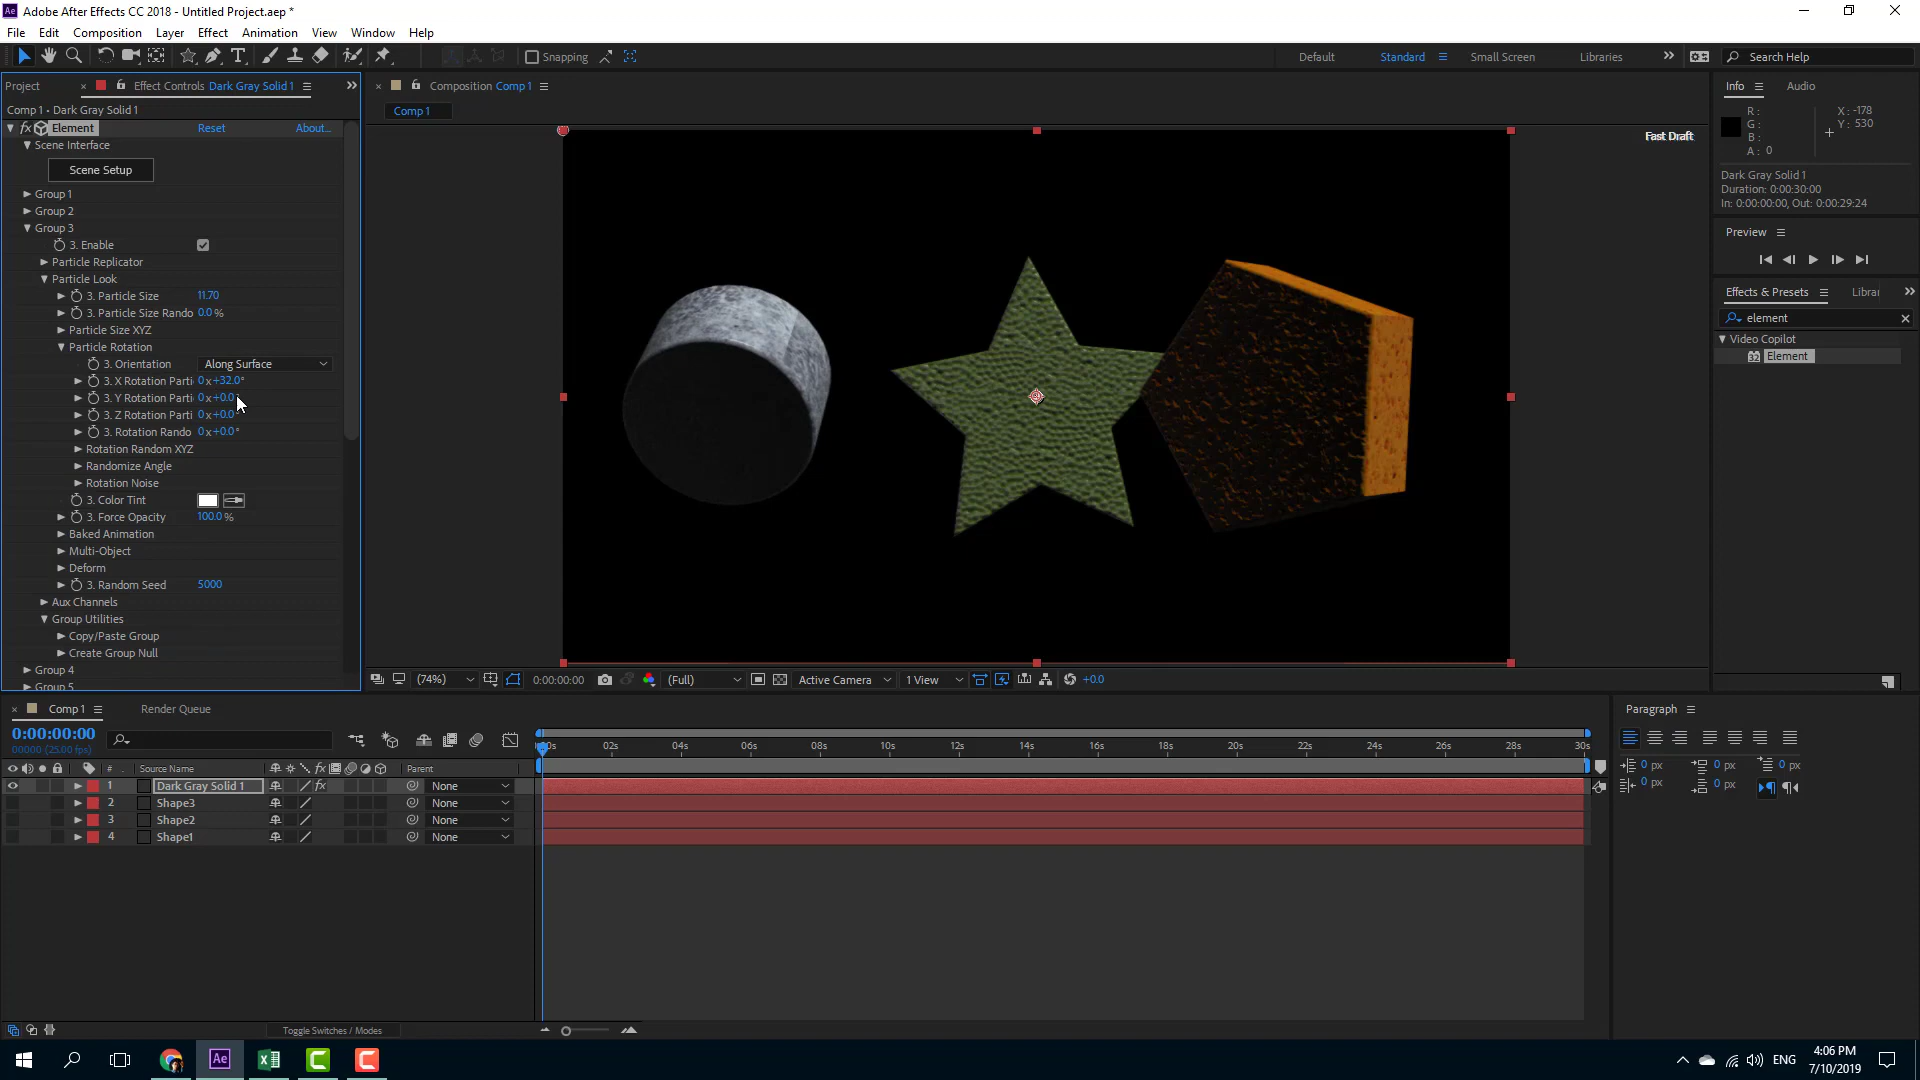 Adobe After Effects CC 2018 - Untitled Project.aep *
File Edit Composition Layer Effect Animation View Window Help
Snapping
Default Standard Small Screen Libraries Search Help
Project Effect Controls Dark Gray Solid 1
Composition Comp 1
Info Audio
Comp 1 • Dark Gray Solid 1
Comp 1
R:
G:
B:
A: 0
X: -178
Y: 530
fx Element Reset About...
Fast Draft
Scene Interface
Scene Setup
Dark Gray Solid 1
Duration: 0:00:30:00
In: 0:00:00:00, Out: 0:00:29:24
Group 1
Group 2
Group 3
Preview
3. Enable
Particle Replicator
Particle Look
3. Particle Size 11.70
Effects & Presets Librar
3. Particle Size Rando 0.0 %
element
Particle Size XYZ
Video Copilot
Particle Rotation
32 Element
3. Orientation Along Surface
3. X Rotation Parti 0x+32.0°
3. Y Rotation Parti 0x+0.0
3. Z Rotation Parti 0x+0.0°
3. Rotation Rando 0x+0.0°
Rotation Random XYZ
Randomize Angle
Rotation Noise
3. Color Tint
3. Force Opacity 100.0 %
Baked Animation
Multi-Object
Deform
3. Random Seed 5000
Aux Channels
Group Utilities
Copy/Paste Group
Create Group Null
Group 4
Group 5
(74%) 0:00:00:00 (Full) Active Camera 1 View +0.0
Comp 1 Render Queue
Paragraph
0:00:00:00
00000 (25.00 fps)
02s 04s 06s 08s 10s 12s 14s 16s 18s 20s 22s 24s 26s 28s 30s
# Source Name fx Parent
0 px 0 px 0 px
0 px 0 px
1 Dark Gray Solid 1 fx None
2 Shape3 None
3 Shape2 None
4 Shape1 None
Toggle Switches / Modes
Ae
ENG
4:06 PM
7/10/2019